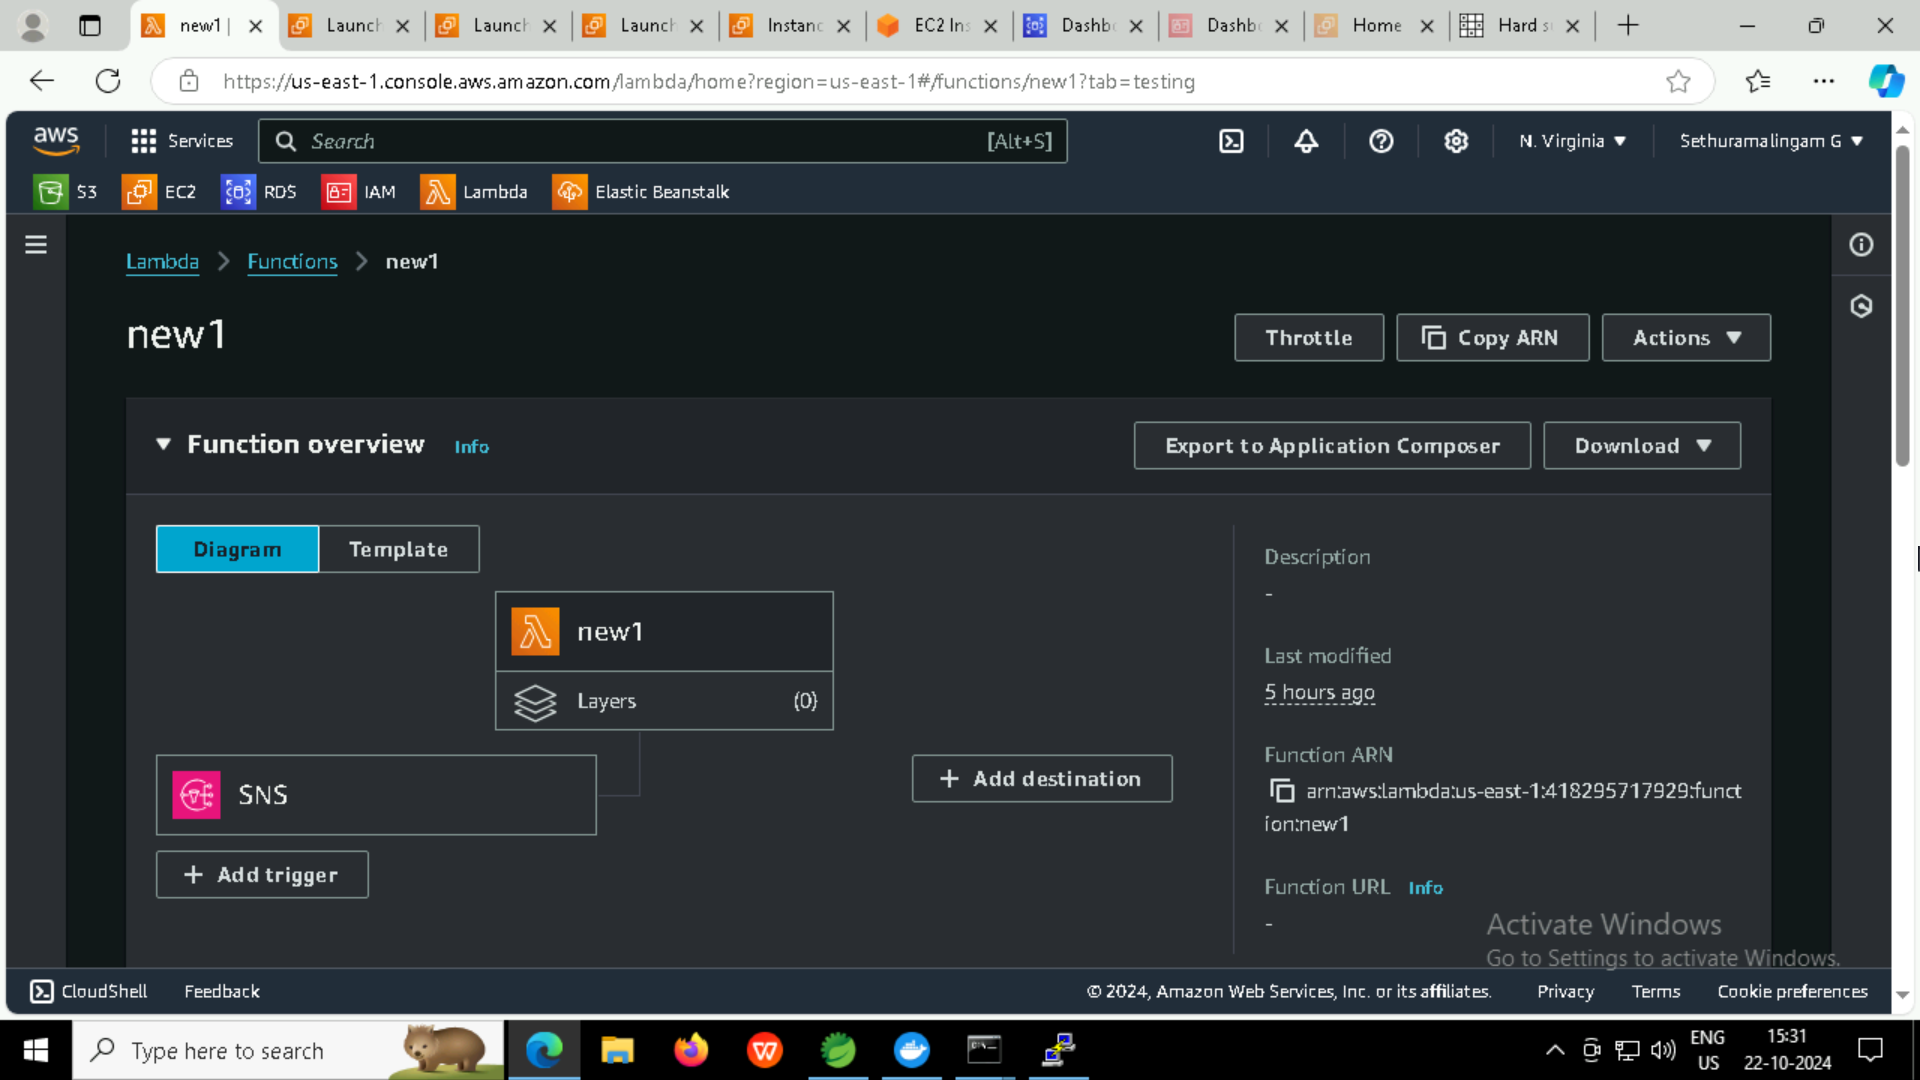 new1 |
Launch
Launch
Launch
Instanc
EC2 Ins
Dashbo
Dashbo
Home
Hard s
https://us-east-1.console.aws.amazon.com/lambda/home?region=us-east-1#/functions/new1?tab=testing
aws
Services
Search
[Alt+S]
N. Virginia
Sethuramalingam G
S3
EC2
RDS
IAM
Lambda
Elastic Beanstalk
Lambda
Functions
new1
new1
Throttle
Copy ARN
Actions
Function overview
Info
Export to Application Composer
Download
Diagram
Template
new1
Layers
(0)
SNS
+ Add trigger
+ Add destination
Description
-
Last modified
5 hours ago
Function ARN
arn:aws:lambda:us-east-1:418295717929:funct
ion:new1
Function URL
Info
-
Activate Windows
Go to Settings to activate Windows.
CloudShell
Feedback
© 2024, Amazon Web Services, Inc. or its affiliates.
Privacy
Terms
Cookie preferences
Type here to search
ENG
US
15:31
22-10-2024